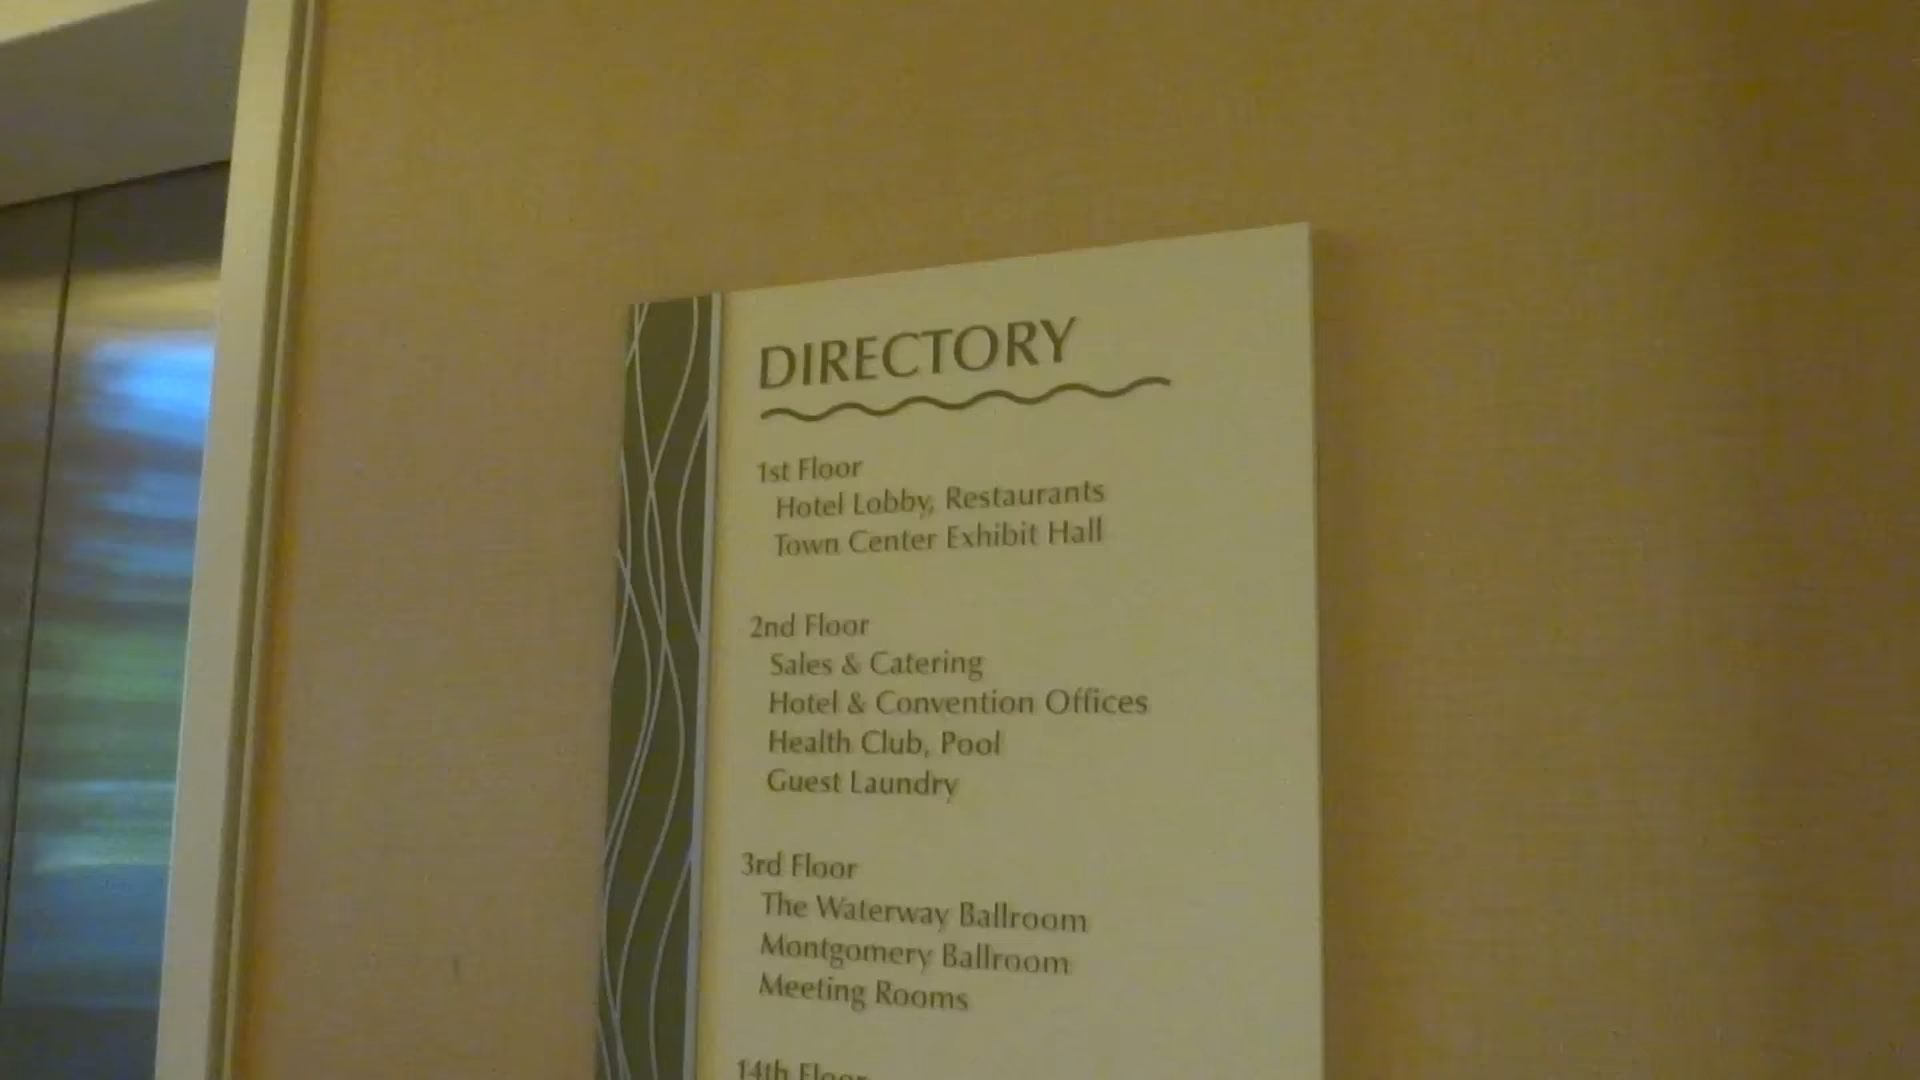 DIRECTORY
1st Floor
Hotel Lobby, Restaurants
Town Center Exhibit Hall
2nd Floor
Sales & Catering
Hotel & Convention Offices
Health Club, Pool
Guest Laundry
3rd Floor
The Waterway Ballroom
Montgomery Ballroom
Meeting Rooms
14th Floor